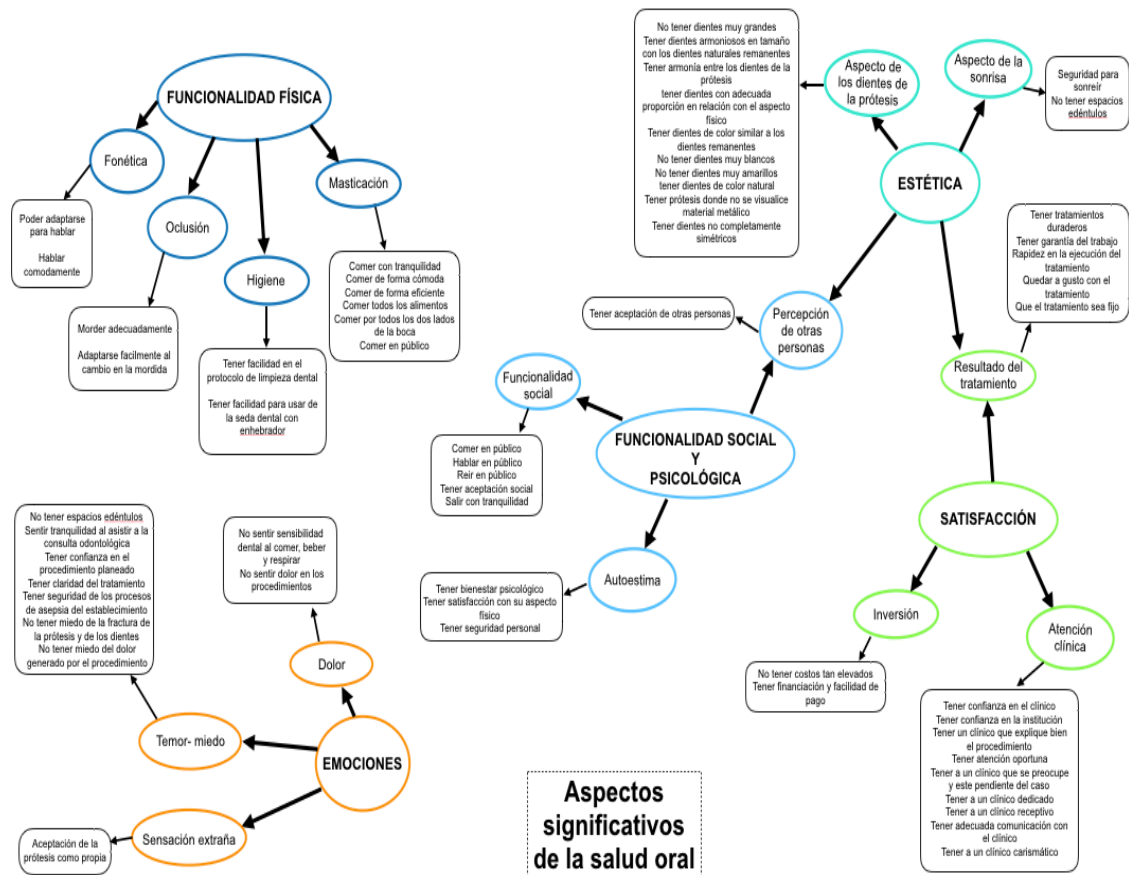 FUNCIONALIDAD FÍSICA
Fonética
Poder adaptarse
para hablar
Hablar
comodamente
Oclusión
Morder adecuadamente
Adaptarse facilmente al
cambio en la mordida
Higiene
Tener facilidad en el
protocolo de limpieza dental
Tener facilidad para usar de
la seda dental con
enhebrador
Masticación
Comer con tranquilidad
Comer de forma cómoda
Comer de forma eficiente
Comer todos los alimentos
Comer por todos los dos lados
de la boca
Comer en público
ESTÉTICA
Aspecto de
los dientes de
la prótesis
No tener dientes muy grandes
Tener dientes armoniosos en tamaño
con los dientes naturales remanentes
Tener armonía entre los dientes de la
prótesis
tener dientes con adecuada
proporción en relación con el aspecto
físico
Tener dientes de color similar a los
dientes remanentes
No tener dientes muy blancos
No tener dientes muy amarillos
tener dientes de color natural
Tener prótesis donde no se visualice
material metálico
Tener dientes no completamente
simétricos
Aspecto de la
sonrisa
Seguridad para
sonreír
No tener espacios
edéntulos
Percepción
de otras
personas
Tener aceptación de otras personas
Resultado del
tratamiento
Tener tratamientos
duraderos
Tener garantía del trabajo
Rapidez en la ejecución del
tratamiento
Quedar a gusto con el
tratamiento
Que el tratamiento sea fijo
FUNCIONALIDAD SOCIAL
Y
PSICOLÓGICA
Funcionalidad
social
Comer en público
Hablar en público
Reir en público
Tener aceptación social
Salir con tranquilidad
Autoestima
Tener bienestar psicológico
Tener satisfacción con su aspecto
físico
Tener seguridad personal
SATISFACCIÓN
Inversión
No tener costos tan elevados
Tener financiación y facilidad de
pago
Atención
clínica
Tener confianza en el clínico
Tener confianza en la institución
Tener un clínico que explique bien
el procedimiento
Tener atención oportuna
Tener a un clínico que se preocupe
y este pendiente del caso
Tener a un clínico dedicado
Tener a un clínico receptivo
Tener adecuada comunicación con
el clínico
Tener a un clínico carismático
EMOCIONES
Dolor
No sentir sensibilidad
dental al comer, beber
y respirar
No sentir dolor en los
procedimientos
Temor- miedo
No tener espacios edéntulos
Sentir tranquilidad al asistir a la
consulta odontológica
Tener confianza en el
procedimiento planeado
Tener claridad del tratamiento
Tener seguridad de los procesos
de asepsia del establecimiento
No tener miedo de la fractura de
la prótesis y de los dientes
No tener miedo del dolor
generado por el procedimiento
Sensación extraña
Aceptación de la
prótesis como propia
Aspectos
significativos
de la salud oral